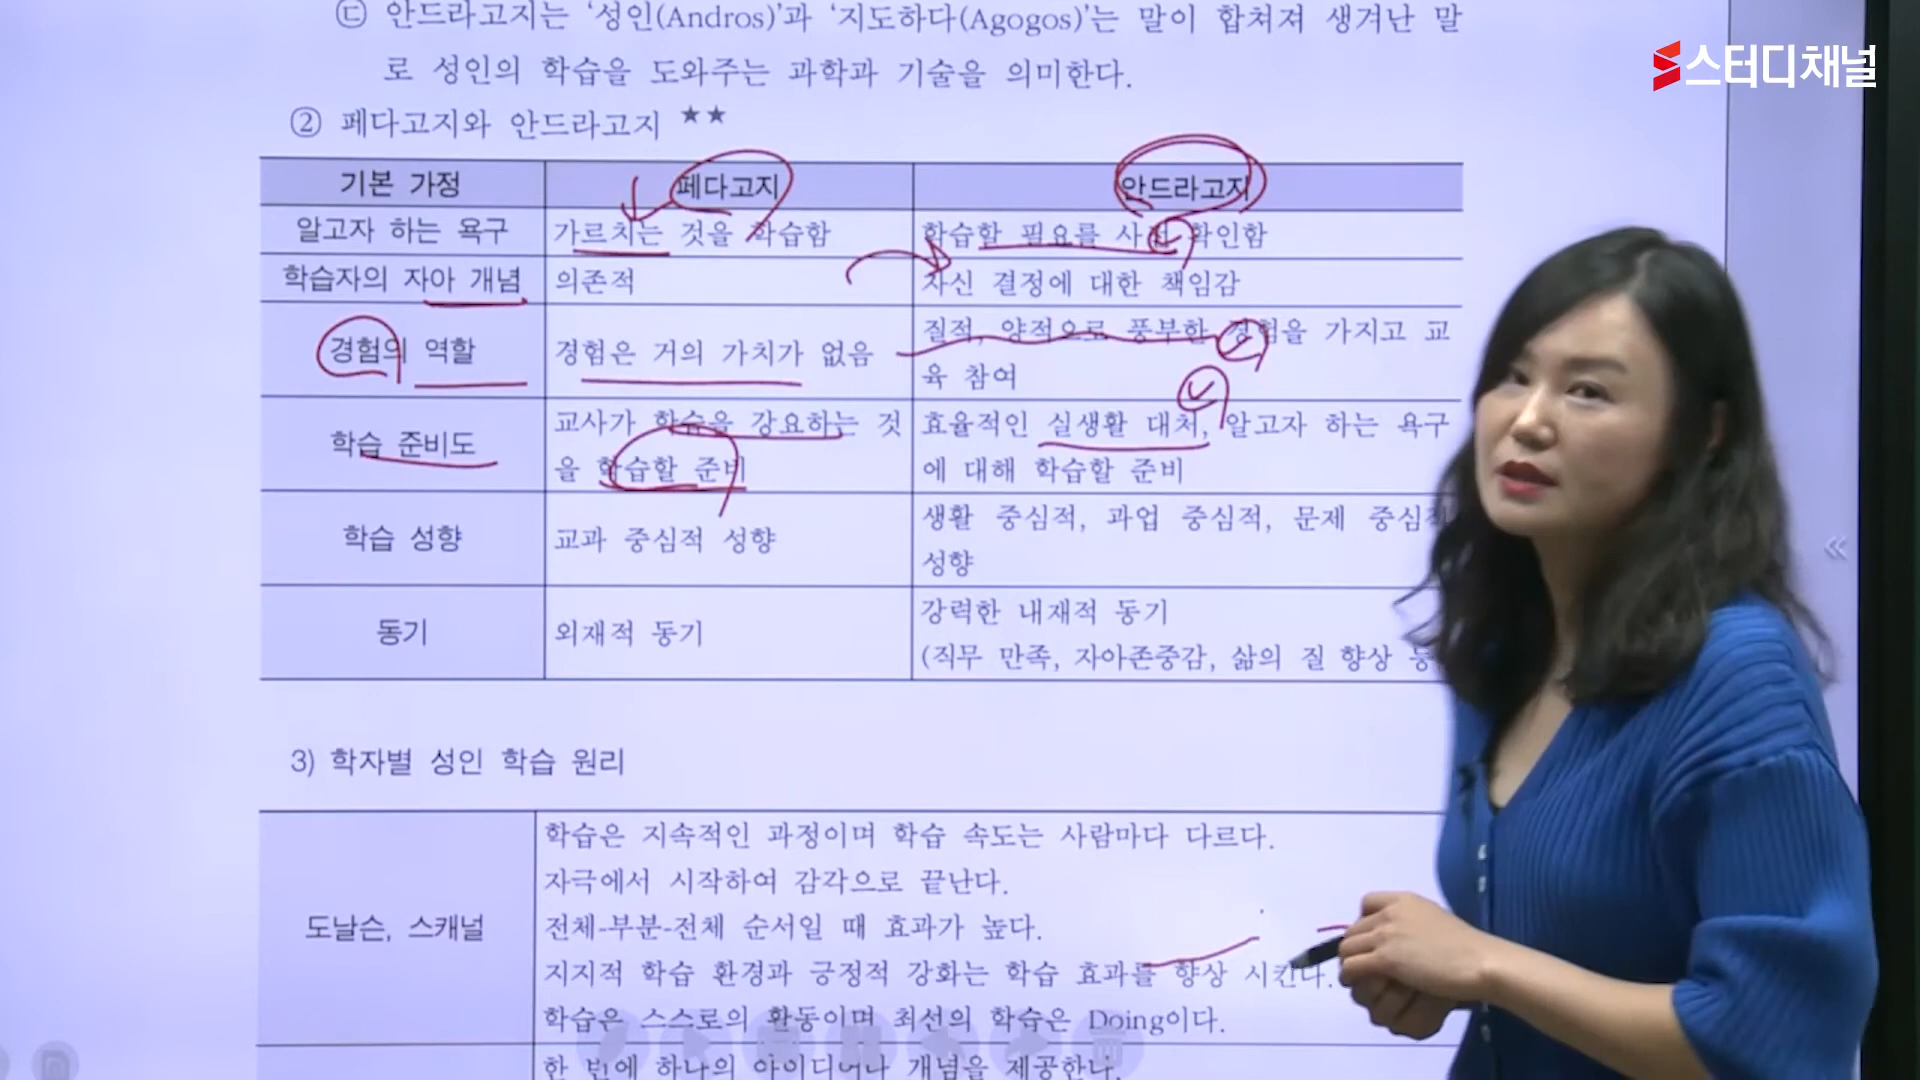 ㉢ 안드라고지는 ‘성인(Andros)’과 ‘지도하다(Agogos)’는 말이 합쳐져 생겨난 말
로 성인의 학습을 도와주는 과학과 기술을 의미한다.
스터디채널
② 페다고지와 안드라고지 ★★
기본 가정 페다고지 안드라고지
알고자 하는 욕구 가르치는 것을 학습함 학습할 필요를 사전 확인함
학습자의 자아 개념 의존적 자신 결정에 대한 책임감
경험의 역할 경험은 거의 가치가 없음 질적, 양적으로 풍부한 경험을 가지고 교
육 참여
학습 준비도 교사가 학습을 강요하는 것 효율적인 실생활 대처, 알고자 하는 욕구
을 학습할 준비 에 대해 학습할 준비
학습 성향 교과 중심적 성향 생활 중심적, 과업 중심적, 문제 중심적
성향
동기 외재적 동기 강력한 내재적 동기
(직무 만족, 자아존중감, 삶의 질 향상 등
3) 학자별 성인 학습 원리
도날슨, 스캐널 학습은 지속적인 과정이며 학습 속도는 사람마다 다르다.
자극에서 시작하여 감각으로 끝난다.
전체-부분-전체 순서일 때 효과가 높다.
지지적 학습 환경과 긍정적 강화는 학습 효과를 향상 시킨다.
학습은 스스로의 활동이며 최선의 학습은 Doing이다.
한 번에 하나의 아이디어나 개념을 제공한다.